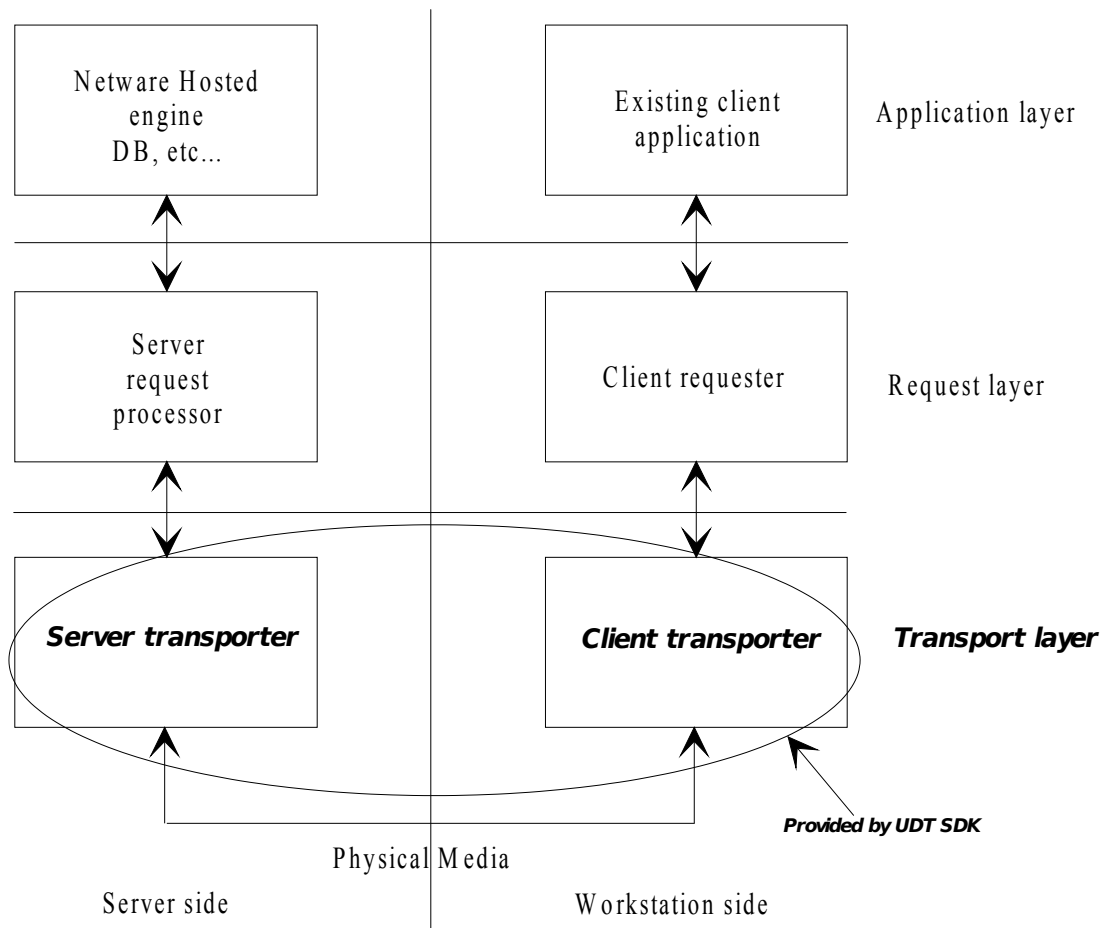 Netware Hosted
engine
DB, etc...
Existing client
application
Application layer
Server
request
processor
Client requester
Request layer
Server transporter
Client transporter
Transport layer
Provided by UDT SDK
Physical Media
Server side
Workstation side